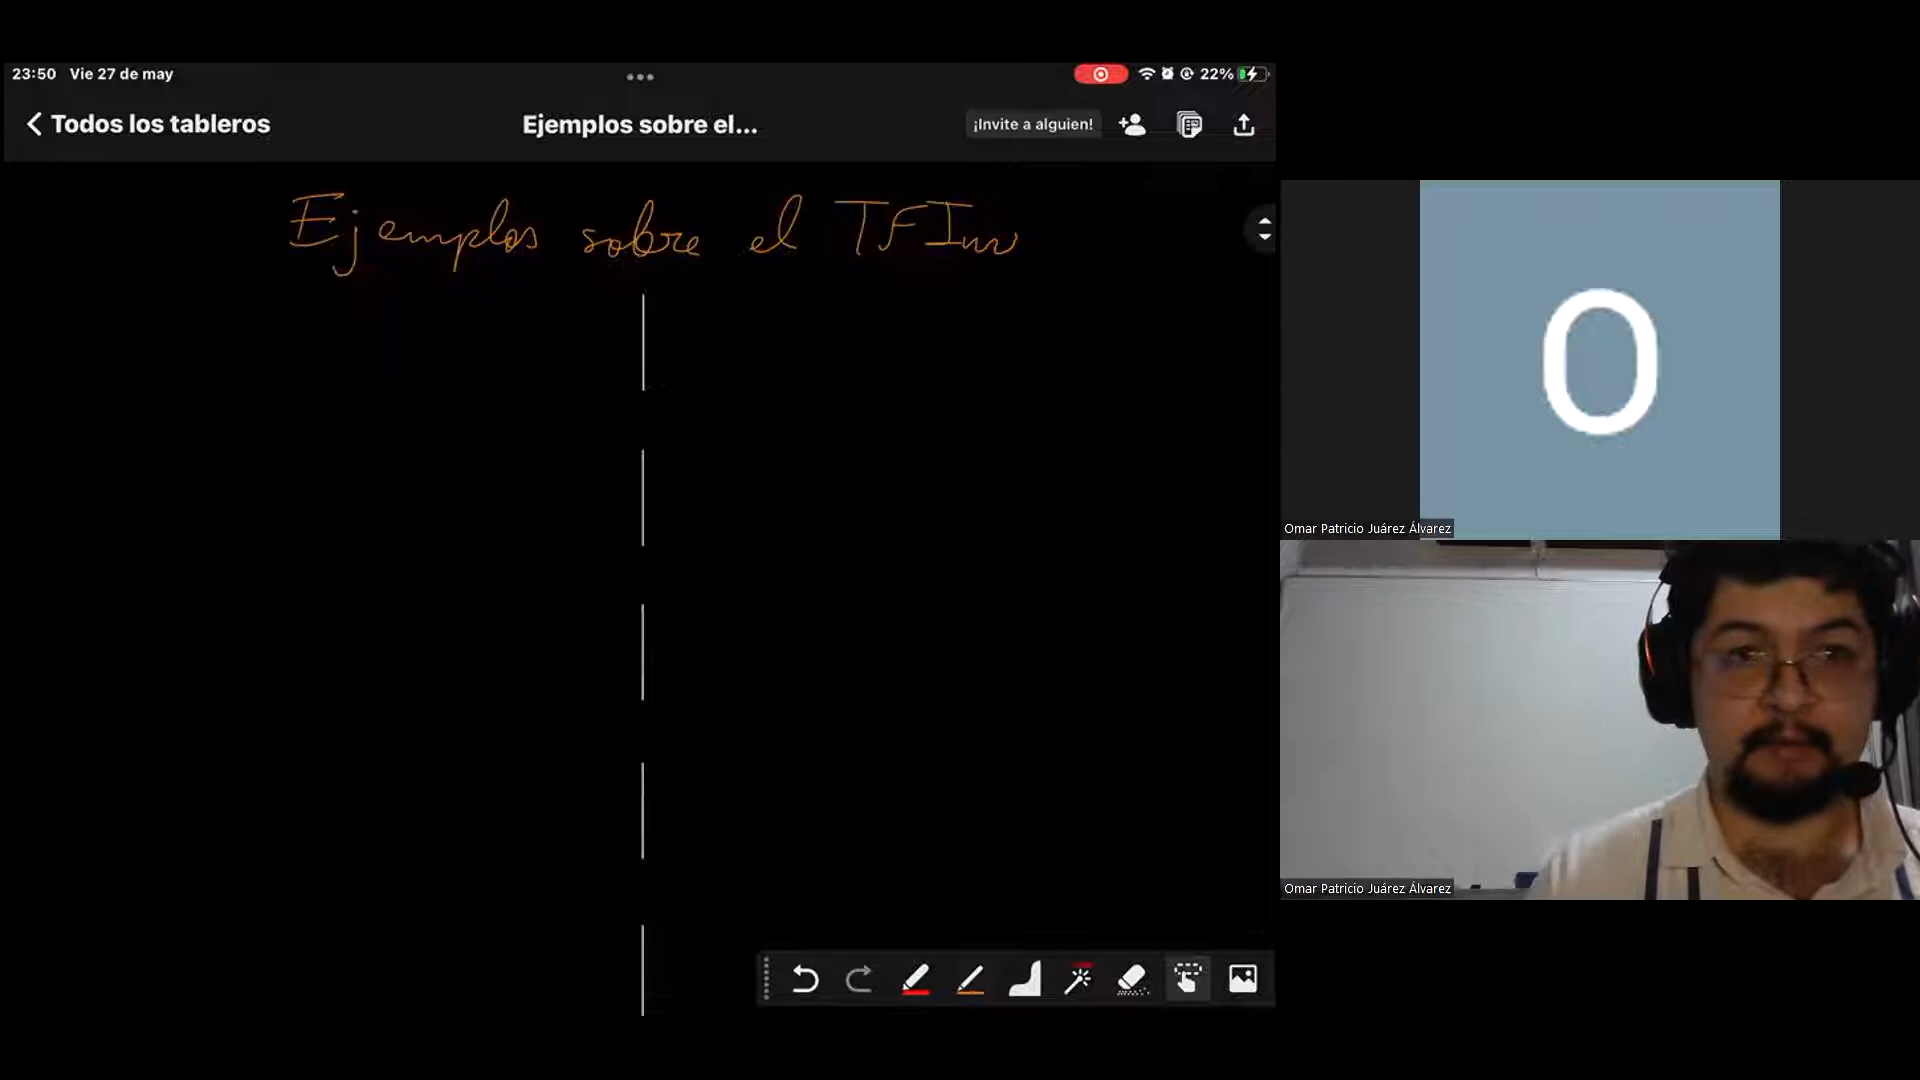 23:50 Vie 27 de may
22%
Todos los tableros
Ejemplos sobre el...
¡Invite a alguien!
Ejemplos sobre el TFInv
O
Omar Patricio Juárez Álvarez
Omar Patricio Juárez Álvarez